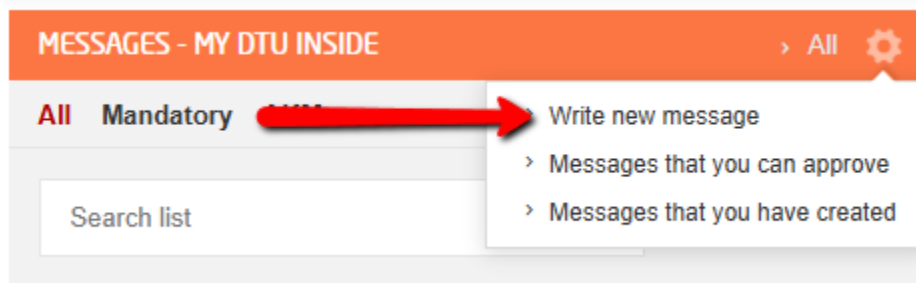 MESSAGES - MY DTU INSIDE › All
All Mandatory
› Write new message
› Messages that you can approve
› Messages that you have created
Search list